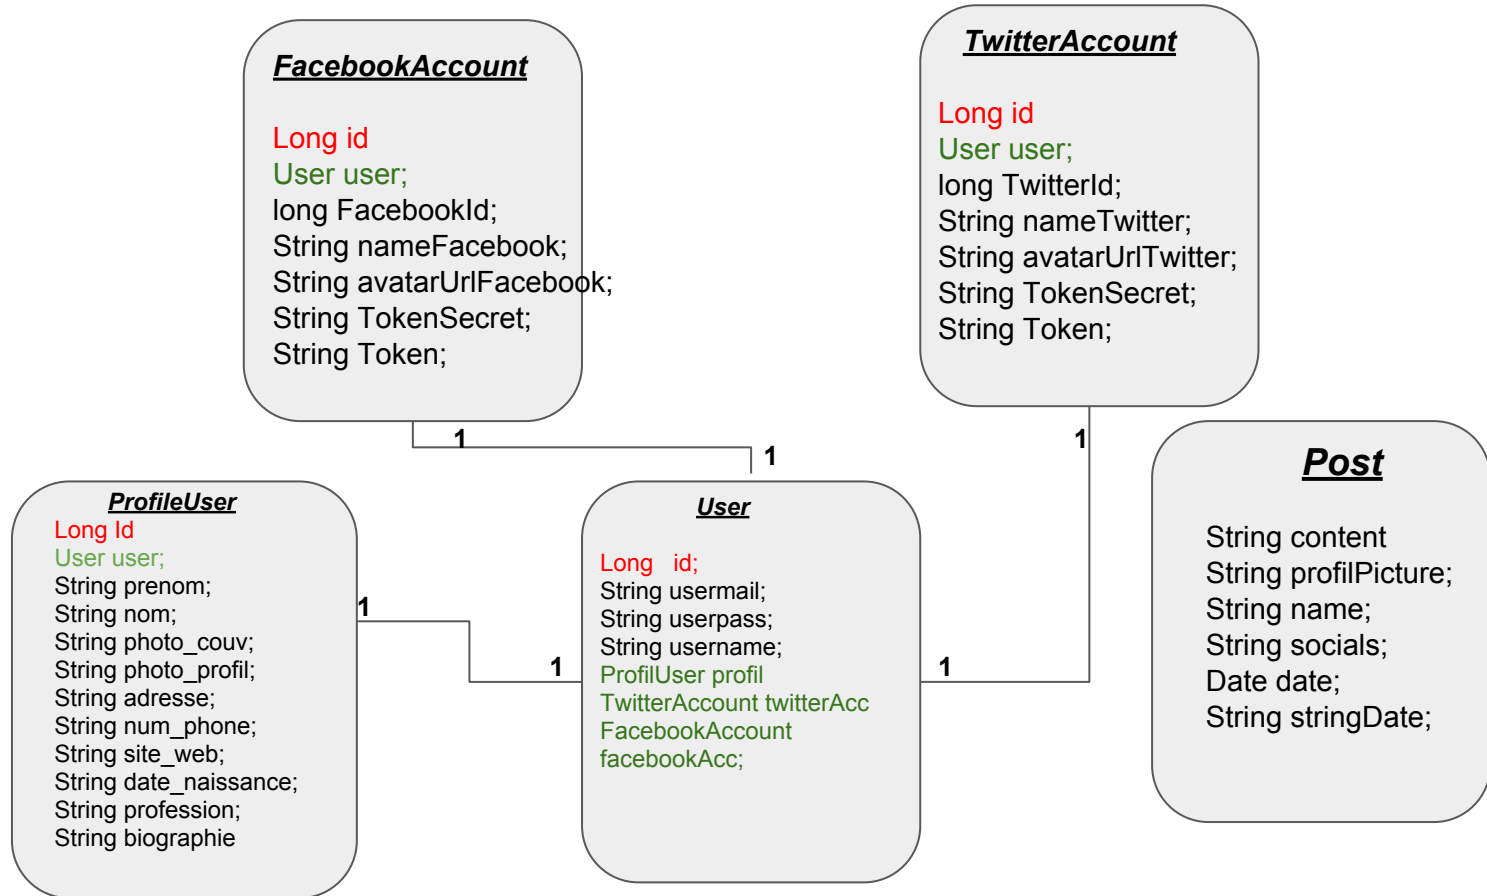 FacebookAccount
Long id
User user;
long FacebookId;
String nameFacebook;
String avatarUrlFacebook;
String TokenSecret;
String Token;
TwitterAccount
Long id
User user;
long TwitterId;
String nameTwitter;
String avatarUrlTwitter;
String TokenSecret;
String Token;
1
1
1
ProfileUser
Long Id
User user;
String prenom;
String nom;
String photo_couv;
String photo_profil;
String adresse;
String num_phone;
String site_web;
String date_naissance;
String profession;
String biographie
1
1
User
Long id;
String usermail;
String userpass;
String username;
ProfilUser profil
TwitterAccount twitterAcc
FacebookAccount
facebookAcc;
1
Post
String content
String profilPicture;
String name;
String socials;
Date date;
String stringDate;